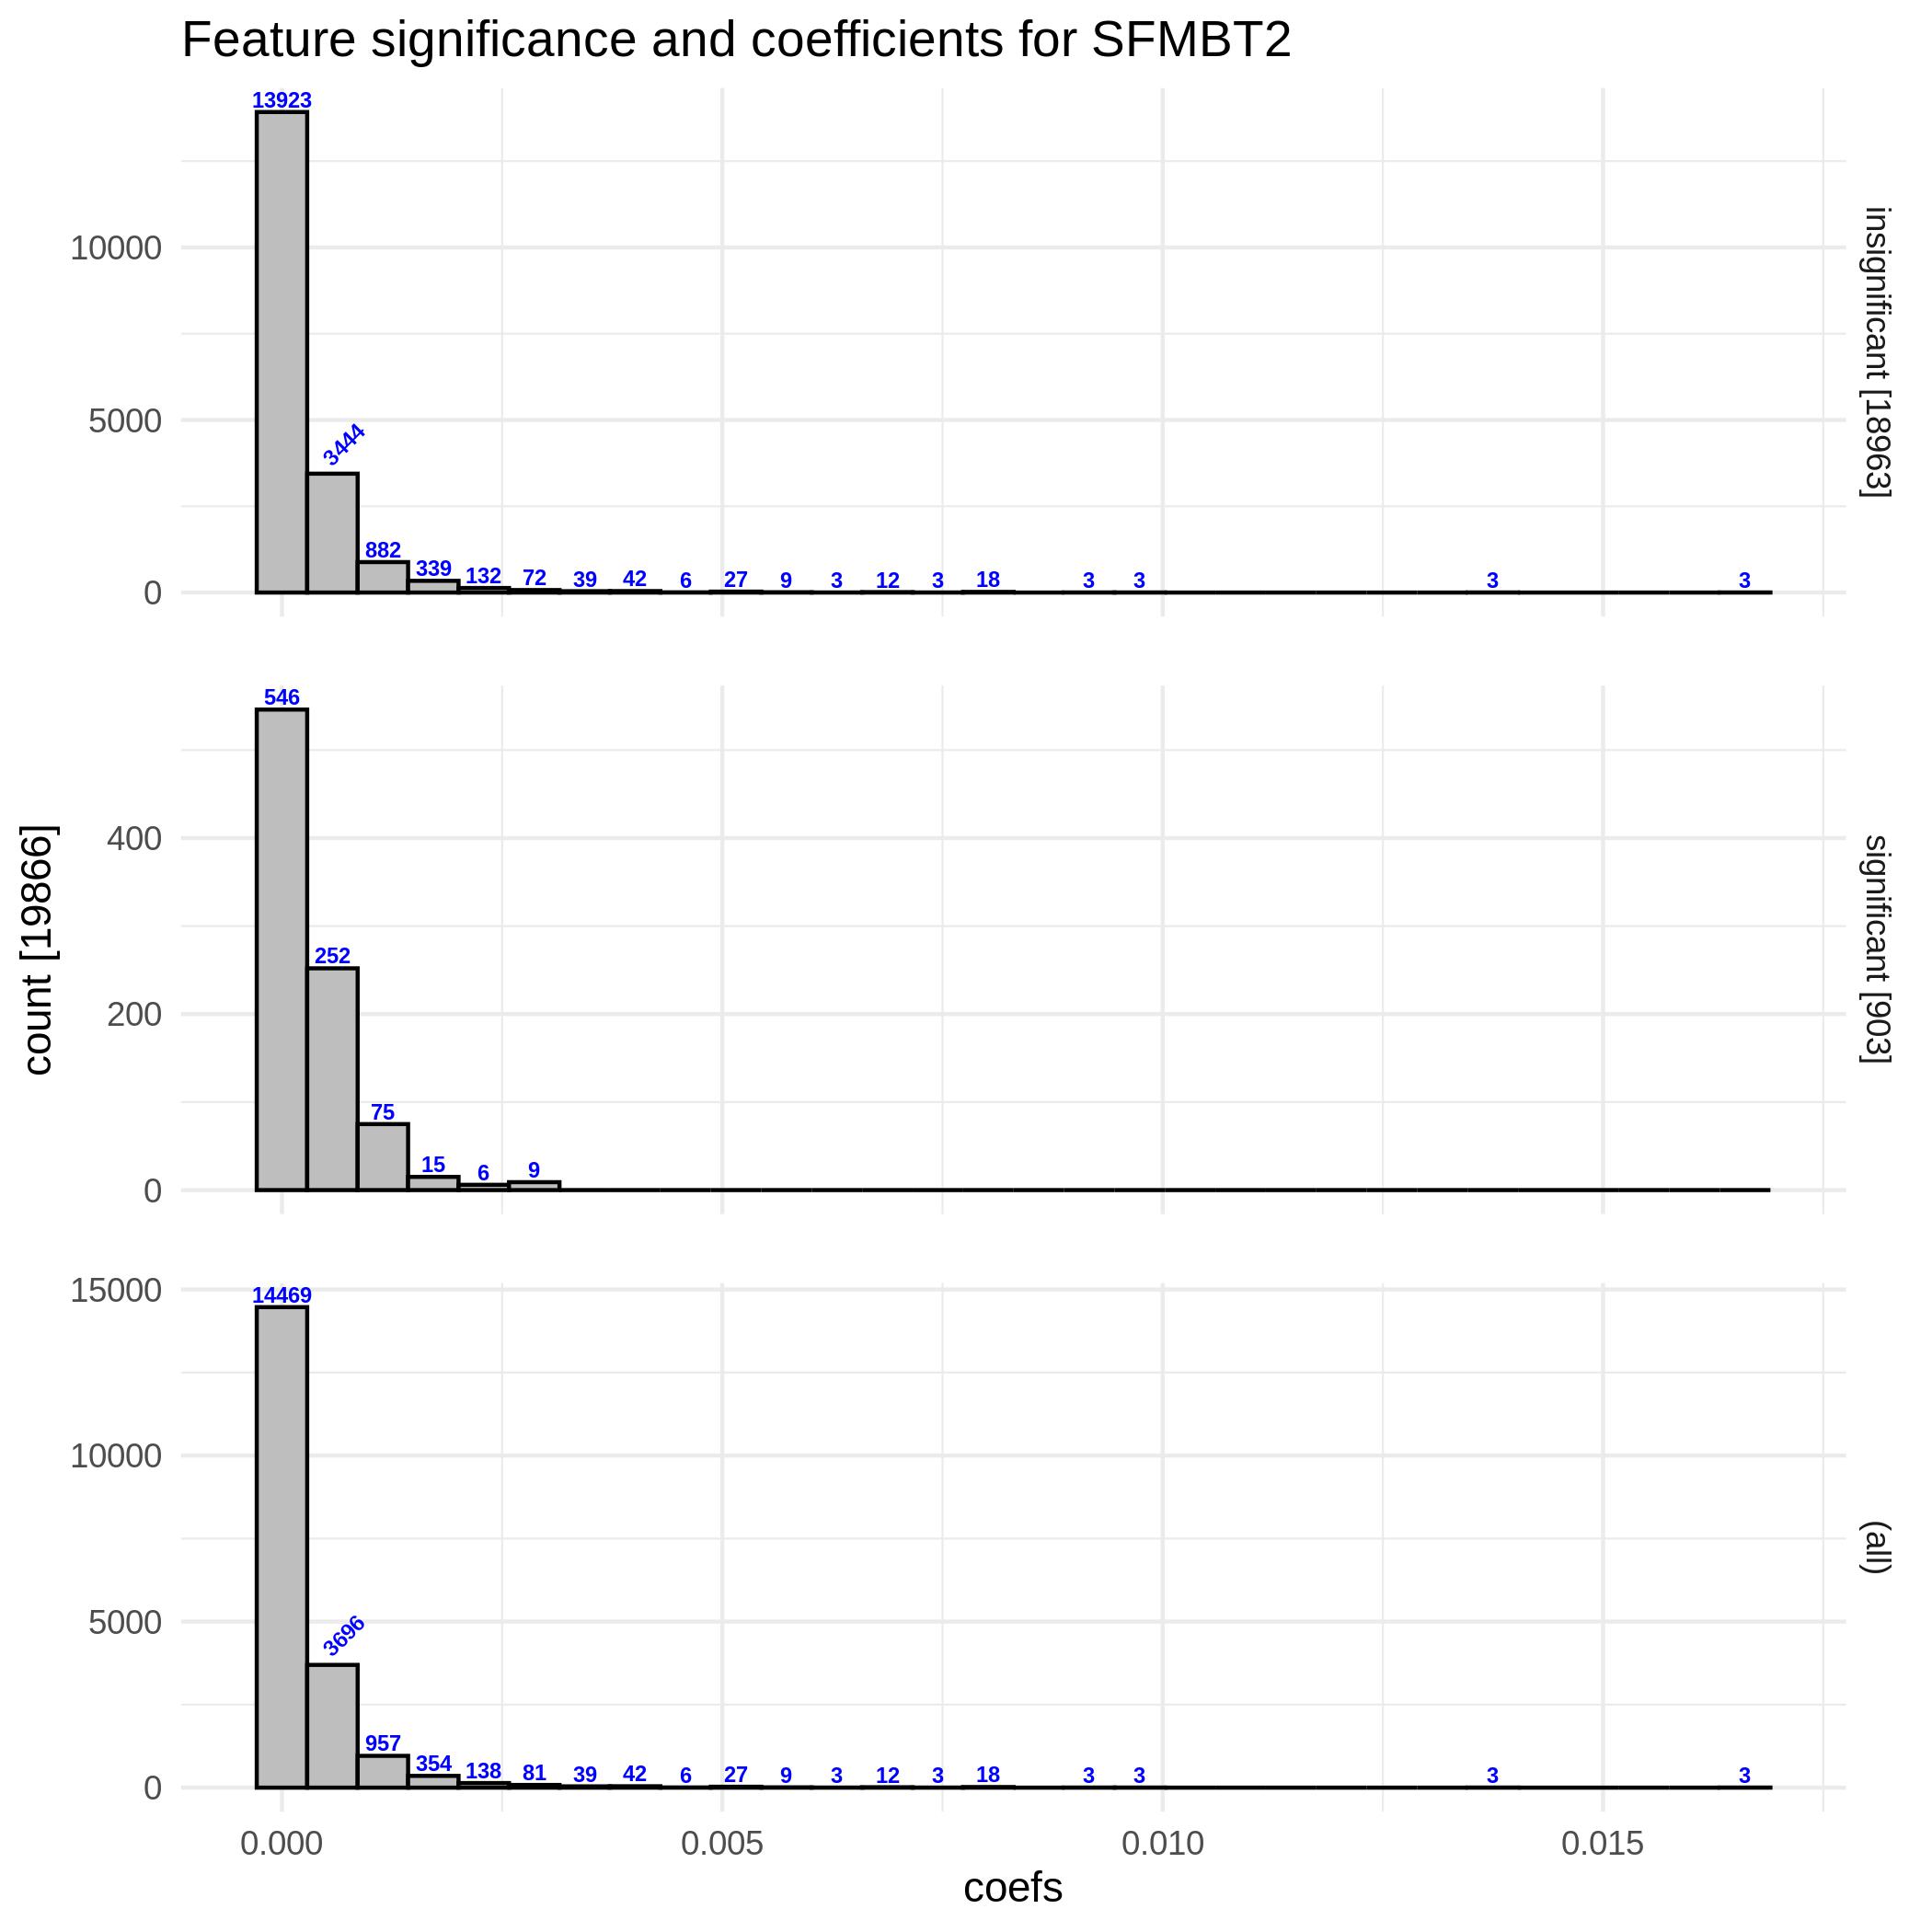 Feature significance and coefficients for SFMBT2
13923
3444
882 339 132 72 39 42 6 27 9 3 12 3 18 3 3 3 3
10000
5000
0
insignificant [18963]
546
252
75
15 6 9
400
200
0
significant [903]
count [19866]
14469
3696
957 354 138 81 39 42 6 27 9 3 12 3 18 3 3 3 3
15000
10000
5000
0
(all)
0.000 0.005 0.010 0.015
coefs